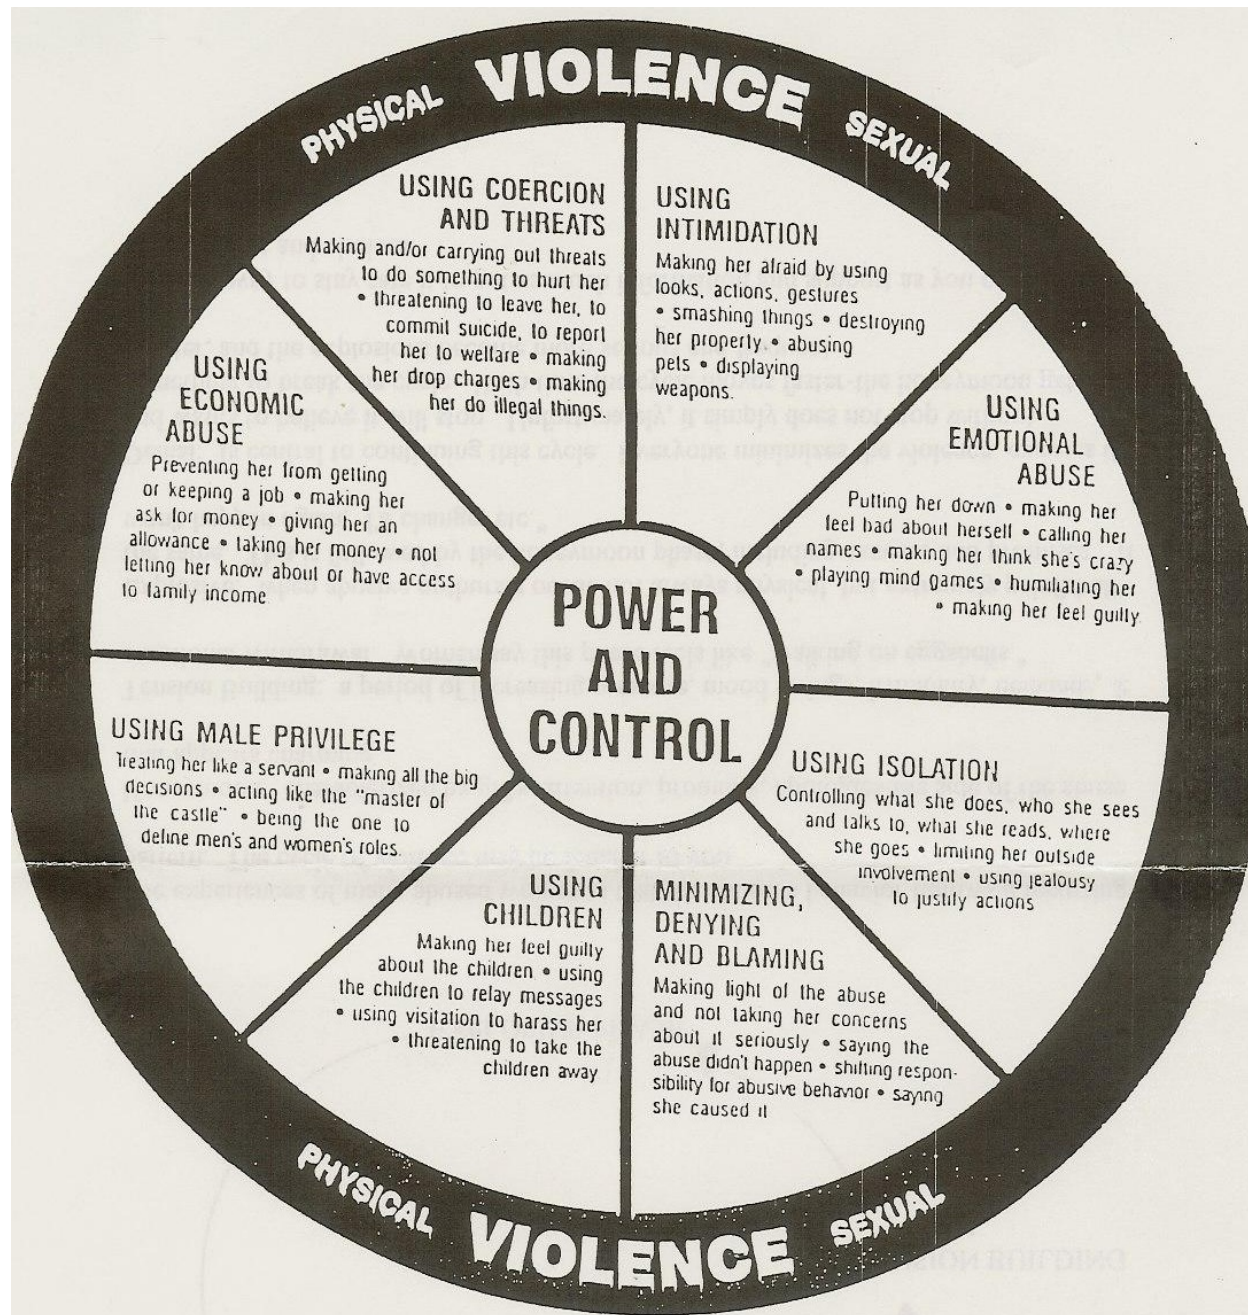 PHYSICAL VIOLENCE SEXUAL
USING COERCION
AND THREATS
Making and/or carrying out threats
to do something to hurt her
• threatening to leave her, to
commit suicide, to report
her to welfare • making
her drop charges • making
her do illegal things.
USING
INTIMIDATION
Making her afraid by using
looks, actions, gestures
• smashing things • destroying
her property • abusing
pets • displaying
weapons.
USING
EMOTIONAL
ABUSE
Putting her down • making her
feel bad about herself • calling her
names • making her think she's crazy
• playing mind games • humiliating her
• making her feel guilty.
USING ISOLATION
Controlling what she does, who she sees
and talks to, what she reads, where
she goes • limiting her outside
involvement • using jealousy
to justify actions
MINIMIZING,
DENYING
AND BLAMING
Making light of the abuse
and not taking her concerns
about it seriously • saying the
abuse didn't happen • shifting respon-
sibility for abusive behavior • saying
she caused it
USING
CHILDREN
Making her feel guilty
about the children • using
the children to relay messages
• using visitation to harass her
• threatening to take the
children away
USING MALE PRIVILEGE
Treating her like a servant • making all the big
decisions • acting like the "master of
the castle" • being the one to
define men's and women's roles.
USING
ECONOMIC
ABUSE
Preventing her from getting
or keeping a job • making her
ask for money • giving her an
allowance • taking her money • not
letting her know about or have access
to family income
POWER
AND
CONTROL
PHYSICAL VIOLENCE SEXUAL